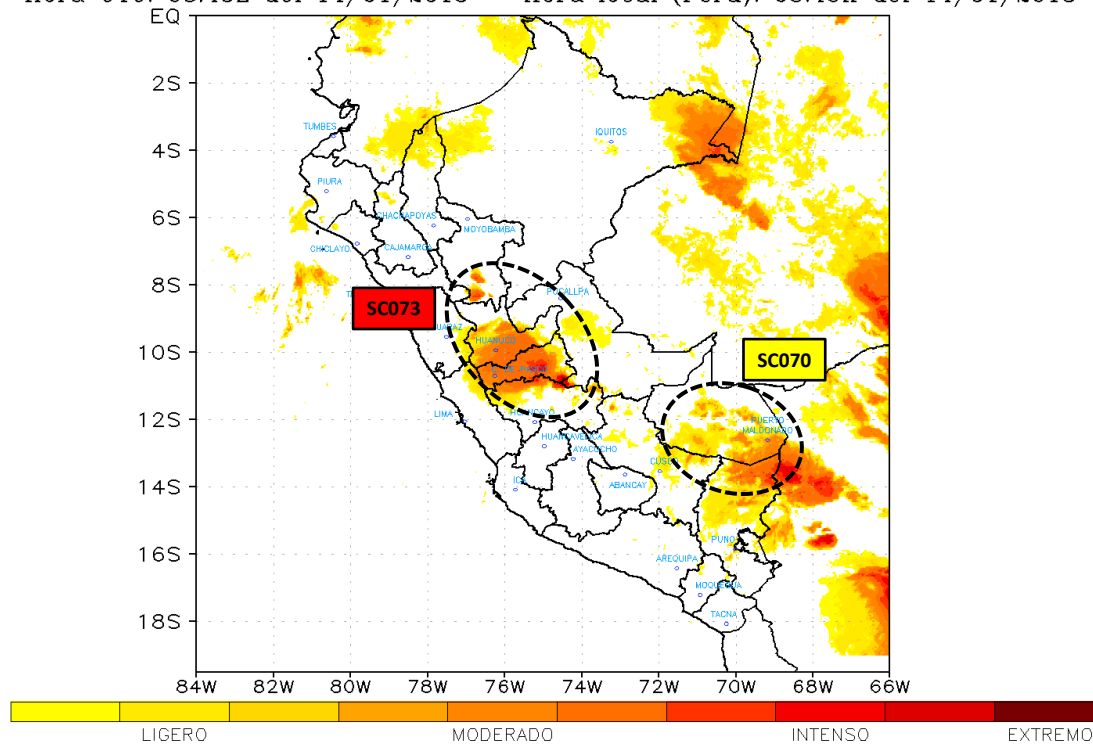 EQ
2S
TUMBES
IQUITOS
4S
PIURA
6S
CHACHAPOYAS
MOYOBAMBA
CHICLAYO
CAJAMARCA
8S
PUCALLPA
SC073
HUANUCO
10S
SC070
LIMA
12S
PUERTO
MALDONADO
HUANCAVELICA
AYACUCHO
CUSCO
ICA
ABANCAY
14S
PUNO
16S
AREQUIPA
MOQUEGUA
TACNA
18S
84W 82W 80W 78W 76W 74W 72W 70W 68W 66W
LIGERO MODERADO INTENSO EXTREMO